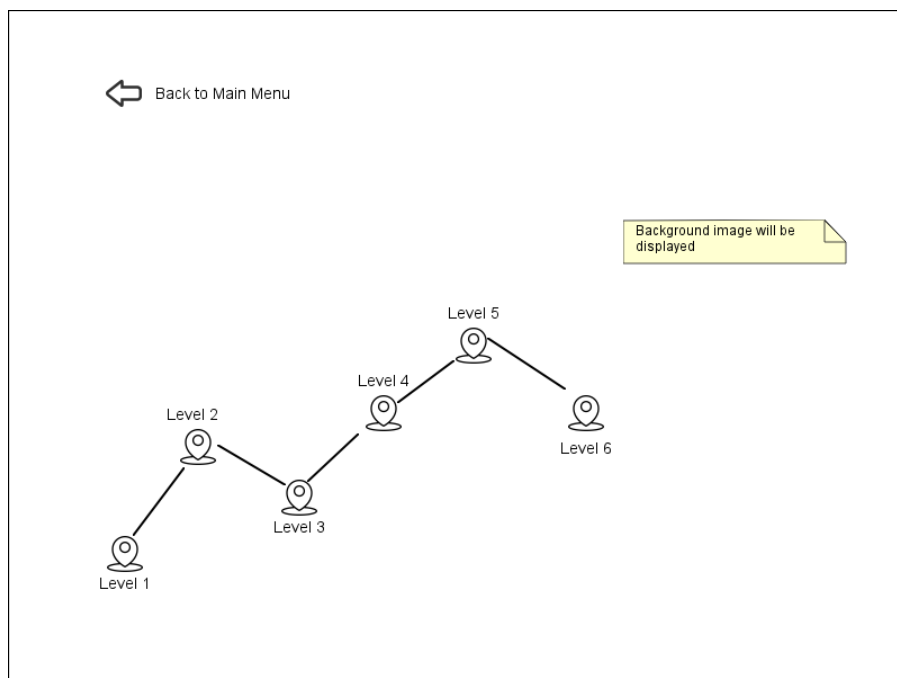 Back to Main Menu
Background image will be
displayed
Level 5
Level 4
Level 2
Level 6
Level 3
Level 1